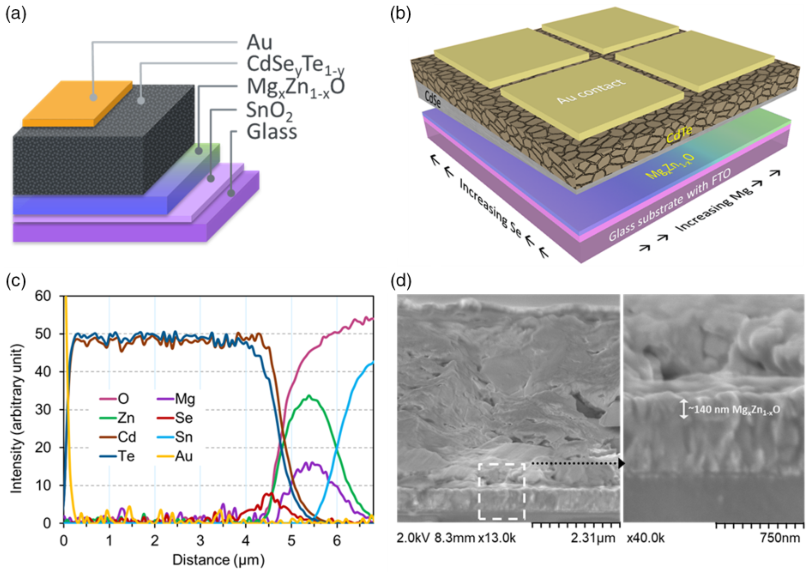 (a)
Au
CdSeyTe1-y
MgxZn1-xO
SnO2
Glass
(b)
Au contact
CdSe
CdTe
MgxZn1-xO
Glass substrate with FTO
Increasing Se
Increasing Mg
(c)
Intensity (arbitrary unit)
60
50
40
30
20
10
0
O
Zn
Cd
Te
Mg
Se
Sn
Au
0 1 2 3 4 5 6
Distance (µm)
(d)
~140 nm MgxZn1-xO
2.0kV 8.3mm x13.0k
2.31µm
x40.0k
750nm